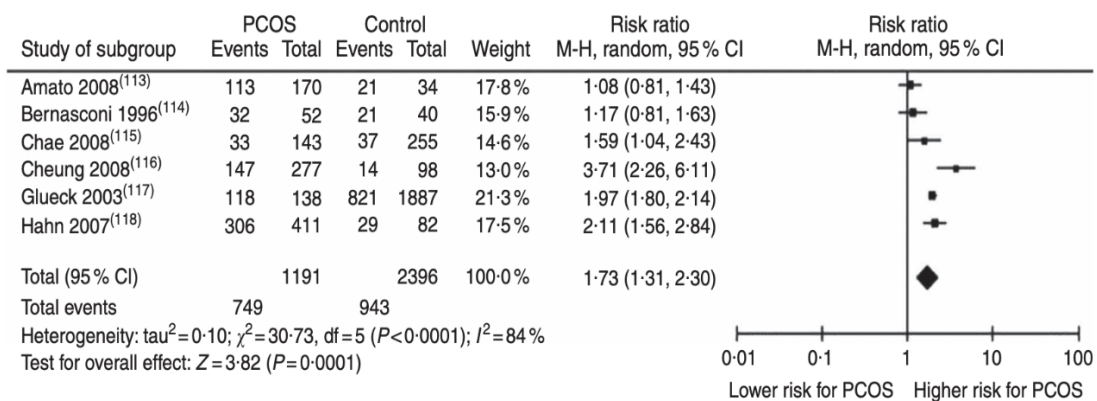 PCOS Control Risk ratio Risk ratio
Study of subgroup Events Total Events Total Weight M-H, random, 95 % CI M-H, random, 95 % CI
Amato 2008(113) 113 170 21 34 17·8 % 1·08 (0·81, 1·43)
Bernasconi 1996(114) 32 52 21 40 15·9 % 1·17 (0·81, 1·63)
Chae 2008(115) 33 143 37 255 14·6 % 1·59 (1·04, 2·43)
Cheung 2008(116) 147 277 14 98 13·0 % 3·71 (2·26, 6·11)
Glueck 2003(117) 118 138 821 1887 21·3 % 1·97 (1·80, 2·14)
Hahn 2007(118) 306 411 29 82 17·5 % 2·11 (1·56, 2·84)
Total (95 % CI) 1191 2396 100·0 % 1·73 (1·31, 2·30)
Total events 749 943
Heterogeneity: tau²=0·10; χ²=30·73, df=5 (P<0·0001); I²=84 %
Test for overall effect: Z=3·82 (P=0·0001)
0·01 0·1 1 10 100
Lower risk for PCOS Higher risk for PCOS